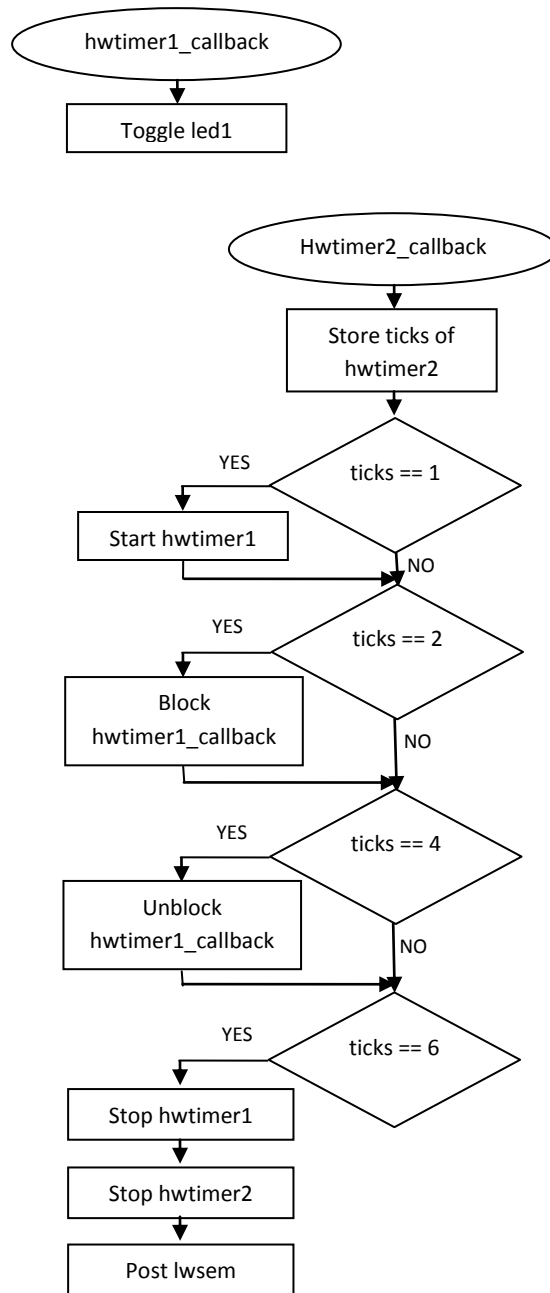 hwtimer1_callback
Toggle led1
Hwtimer2_callback
Store ticks of
hwtimer2
YES
ticks == 1
Start hwtimer1
NO
YES
ticks == 2
Block
hwtimer1_callback
NO
YES
ticks == 4
Unblock
hwtimer1_callback
NO
YES
ticks == 6
Stop hwtimer1
Stop hwtimer2
Post lwsem